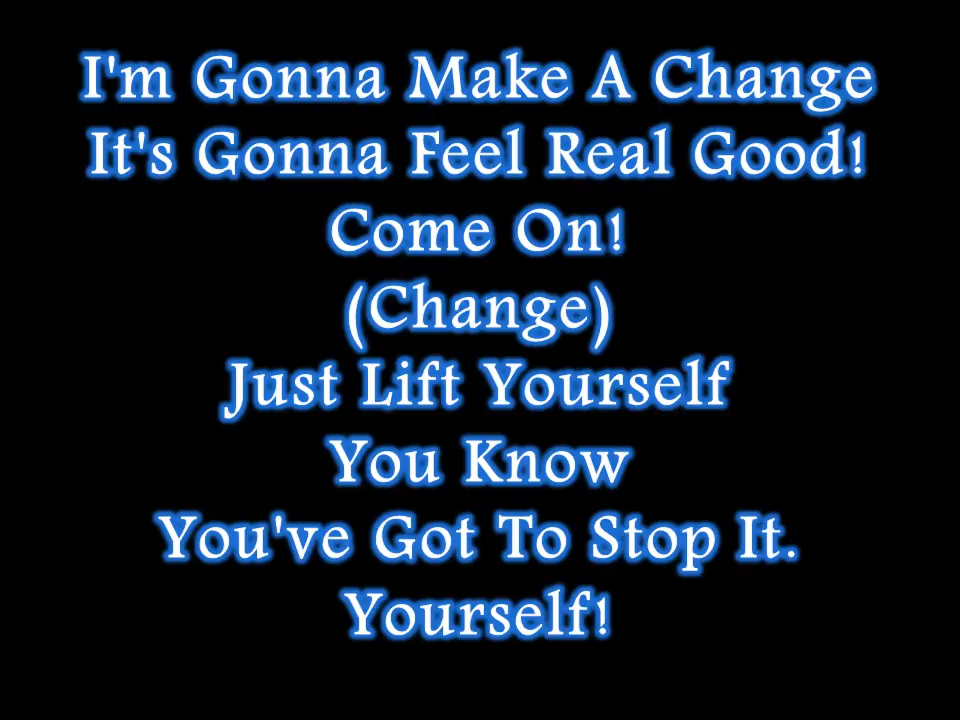 I'm Gonna Make A Change
It's Gonna Feel Real Good!
Come On!
(Change)
Just Lift Yourself
You Know
You've Got To Stop It.
Yourself!